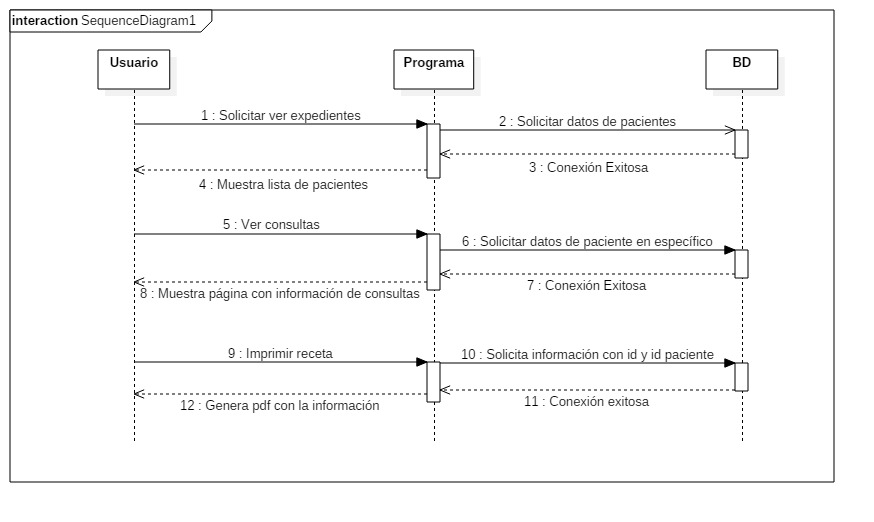 interaction SequenceDiagram1
Usuario
Programa
BD
1 : Solicitar ver expedientes
2 : Solicitar datos de pacientes
3 : Conexión Exitosa
4 : Muestra lista de pacientes
5 : Ver consultas
6 : Solicitar datos de paciente en específico
7 : Conexión Exitosa
8 : Muestra página con información de consultas
9 : Imprimir receta
10 : Solicita información con id y id paciente
11 : Conexión exitosa
12 : Genera pdf con la información